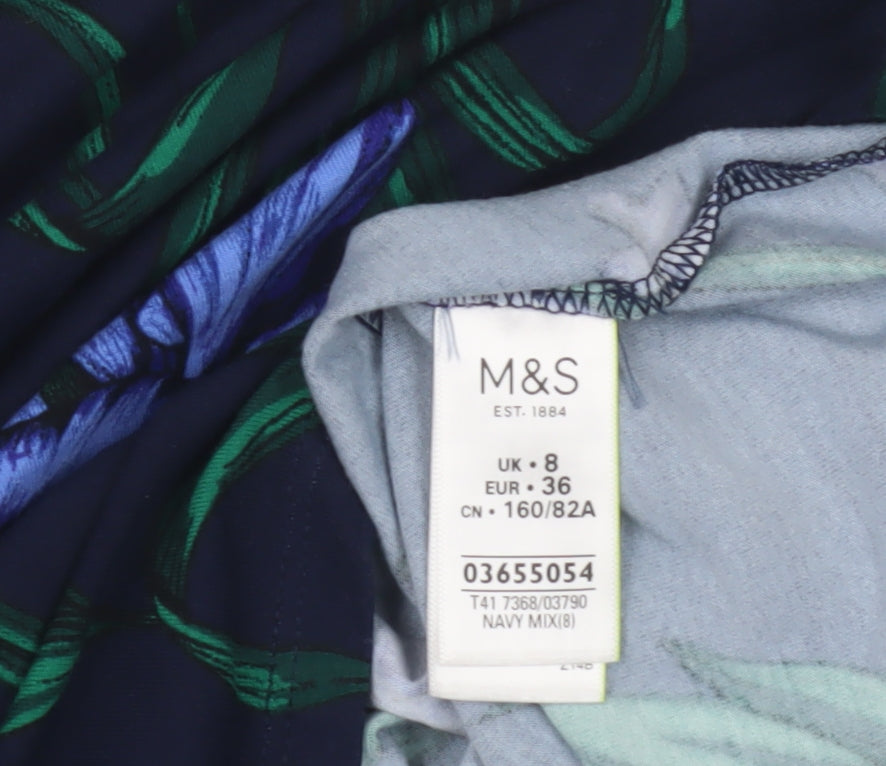 M&S
EST. 1884
UK • 8
EUR • 36
CN • 160/82A
03655054
T41 7368/03790
NAVY MIX(8)